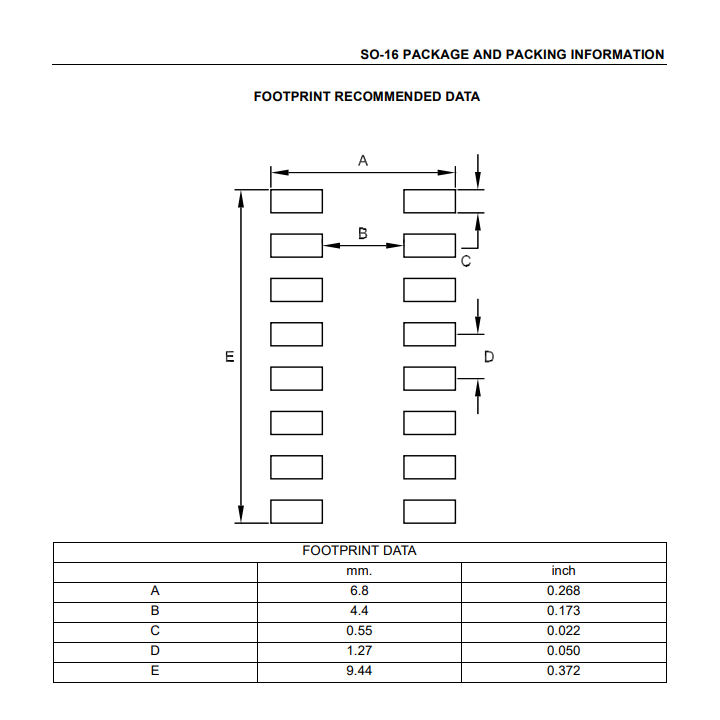 SO-16 PACKAGE AND PACKING INFORMATION
FOOTPRINT RECOMMENDED DATA
A
B
C
E
D
FOOTPRINT DATA
mm. inch
A 6.8 0.268
B 4.4 0.173
C 0.55 0.022
D 1.27 0.050
E 9.44 0.372